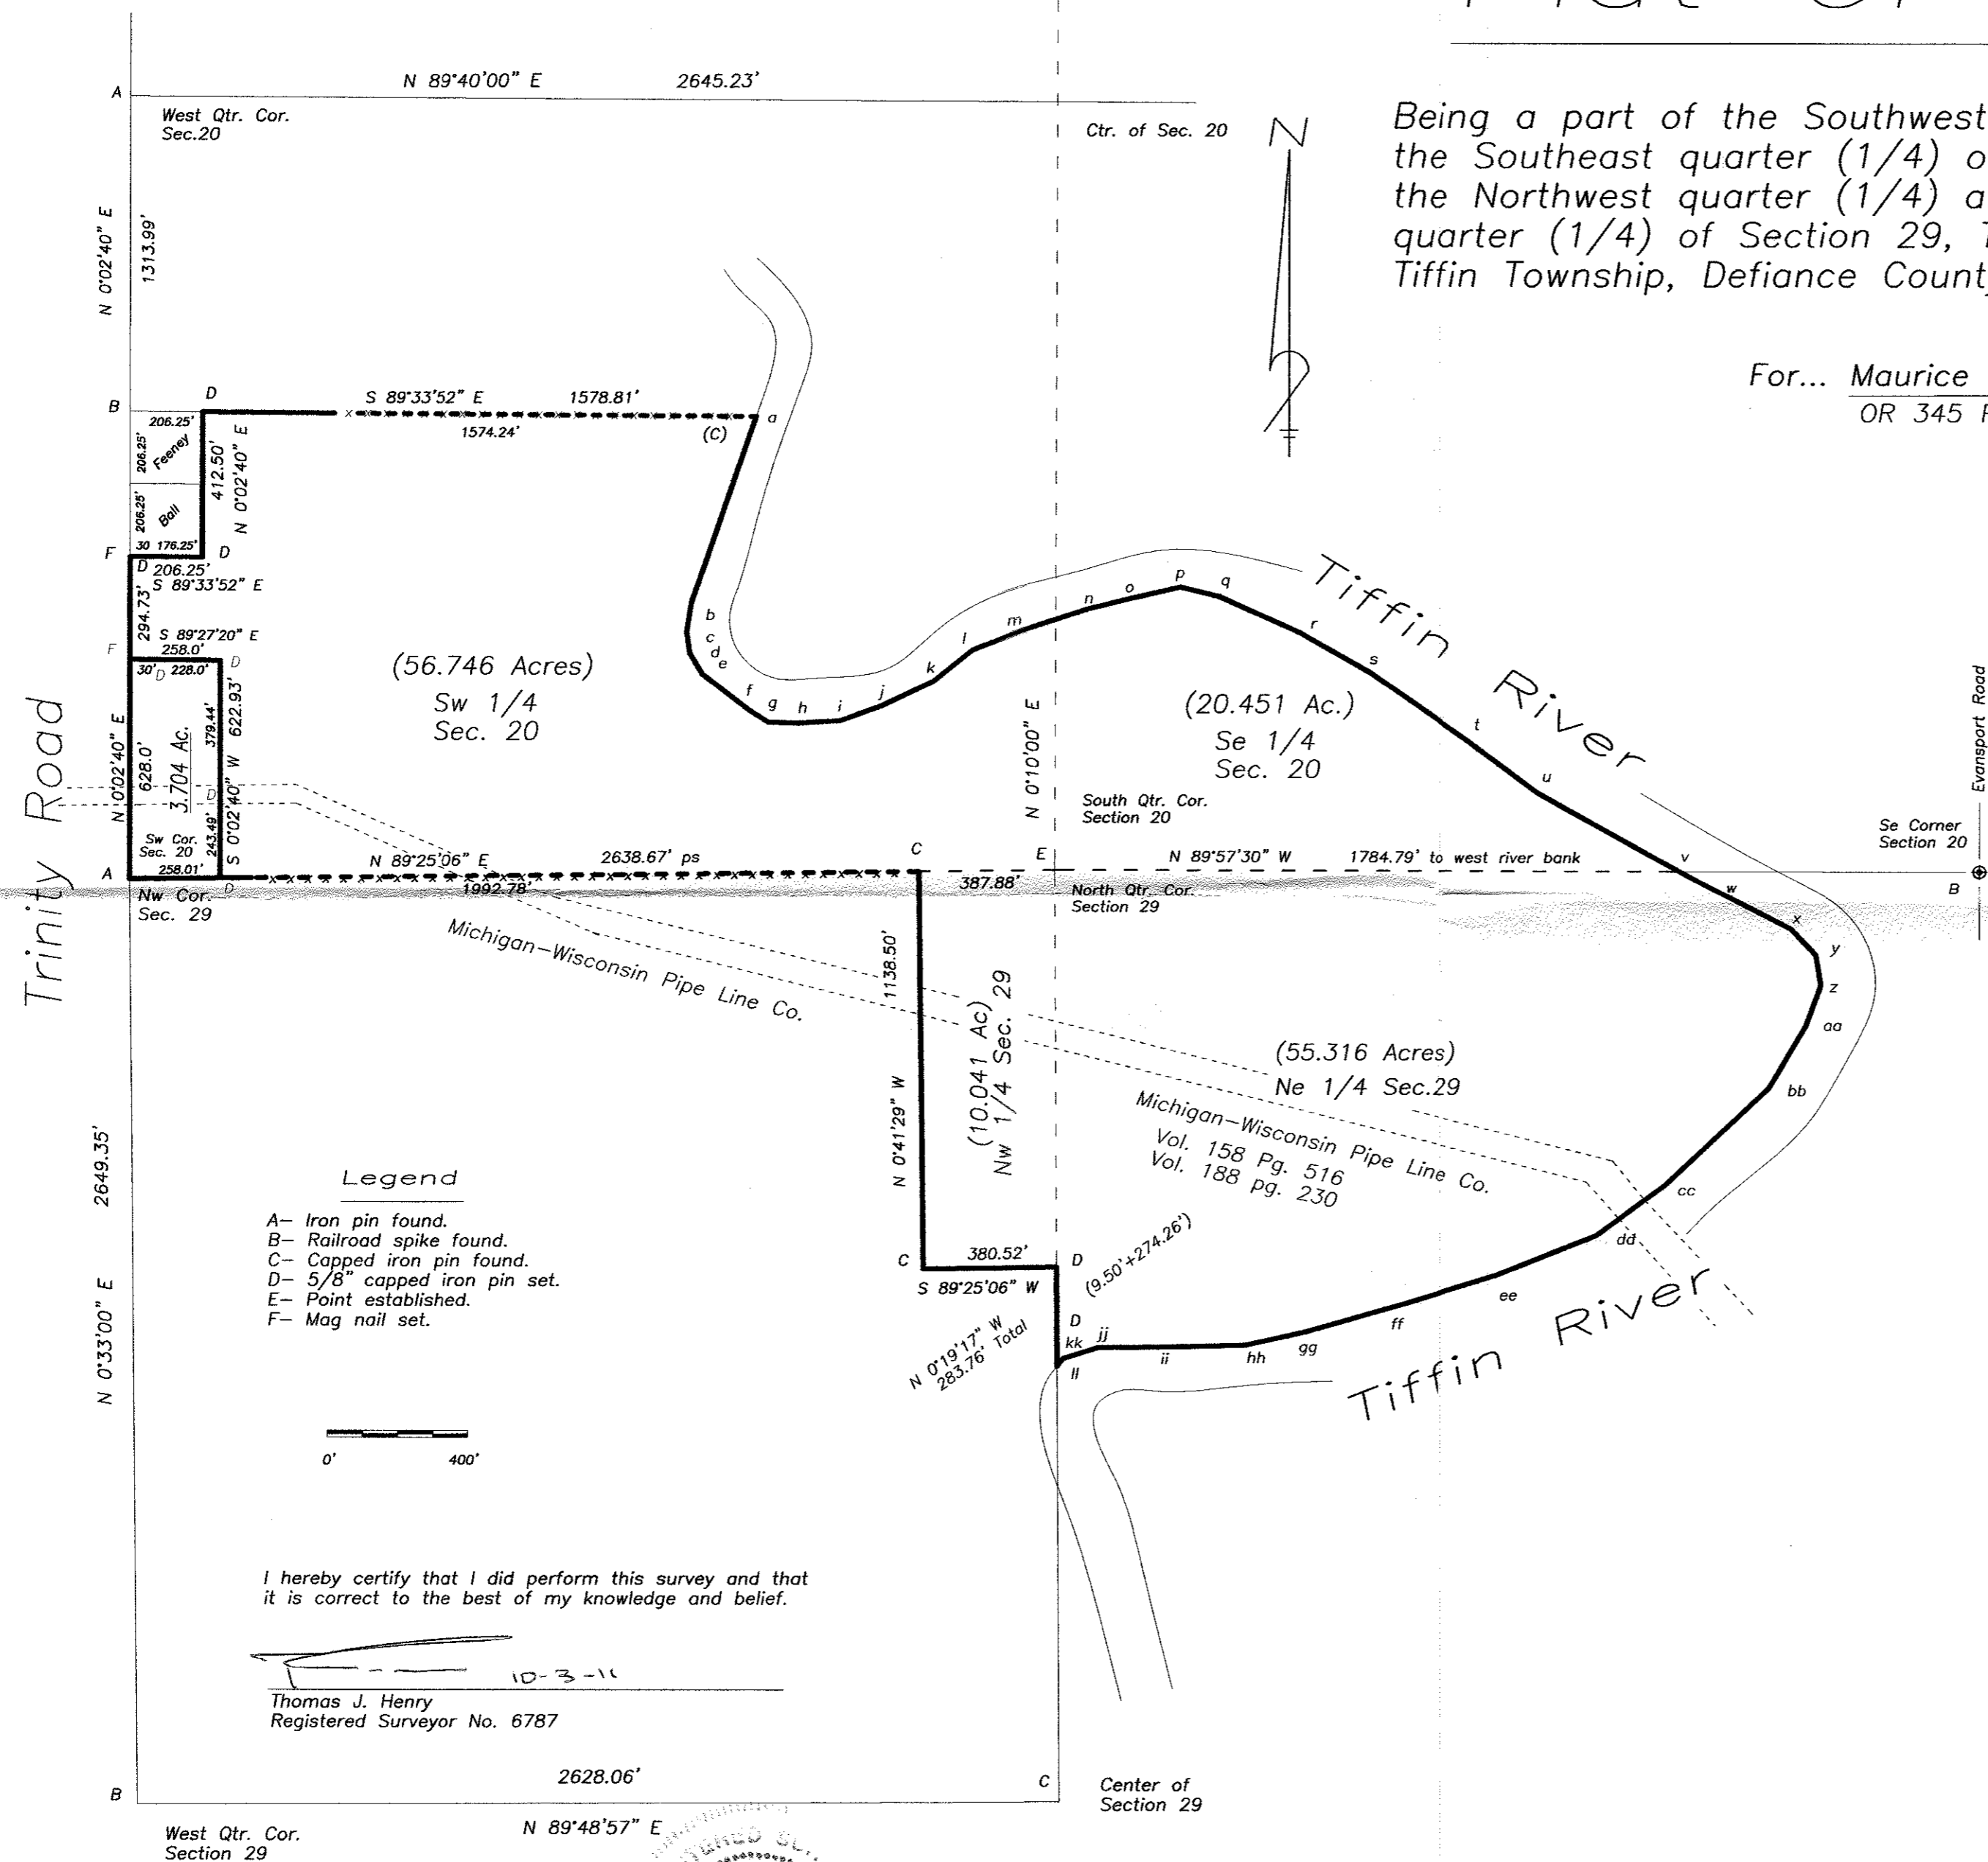 Being a part of the Southwest
the Southeast quarter (1/4) o
the Northwest quarter (1/4) a
quarter (1/4) of Section 29, T
Tiffin Township, Defiance Count
For... Maurice
OR 345
N
A
N 89°40'00" E 2645.23'
West Qtr. Cor.
Sec.20
Ctr. of Sec. 20
N 0°02'40" E
1313.99'
B
D
S 89°33'52" E 1578.81'
1574.24'
(C)
a
206.25'
206.25'
Feeney
412.50'
N 0°02'40" E
206.25'
Ball
30 176.25'
F
D
D 206.25'
S 89°33'52" E
294.73'
S 89°27'20" E
F
258.0'
D
30' D 228.0'
b
c
d
e
f
g
h
i
j
k
l
m
n
o
p
q
r
s
t
u
v
w
x
y
z
aa
bb
cc
dd
ee
ff
gg
hh
ii
jj
kk
ll
(56.746 Acres)
Sw 1/4
Sec. 20
(20.451 Ac.)
Se 1/4
Sec. 20
Tiffin River
Trinity Road
N 0°02'40" E
628.0'
3.704 Ac.
379.44'
622.93'
D
243.49'
S 0°02'40" W
Sw Cor.
Sec. 20
258.01'
A
D
Nw Cor.
Sec. 29
N 89°25'06" E 2638.67' ps
1992.78'
C
E
387.88'
N 0°10'00" E
South Qtr. Cor.
Section 20
North Qtr. Cor.
Section 29
N 89°57'30" W 1784.79' to west river bank
Se Corner
Section 20
B
Evansport Road
Michigan-Wisconsin Pipe Line Co.
1138.50'
N 0°41'29" W
(10.041 Ac)
Nw 1/4 Sec. 29
(55.316 Acres)
Ne 1/4 Sec.29
Michigan-Wisconsin Pipe Line Co.
Vol. 158 Pg. 516
Vol. 188 pg. 230
C
380.52'
D
S 89°25'06" W
(9.50'+274.26')
D
N 0°19'17" W
283.76' Total
Tiffin River
2649.35'
N 0°33'00" E
Legend
A- Iron pin found.
B- Railroad spike found.
C- Capped iron pin found.
D- 5/8" capped iron pin set.
E- Point established.
F- Mag nail set.
0' 400'
I hereby certify that I did perform this survey and that
it is correct to the best of my knowledge and belief.
10-3-11
Thomas J. Henry
Registered Surveyor No. 6787
B
2628.06'
C
Center of
Section 29
N 89°48'57" E
West Qtr. Cor.
Section 29